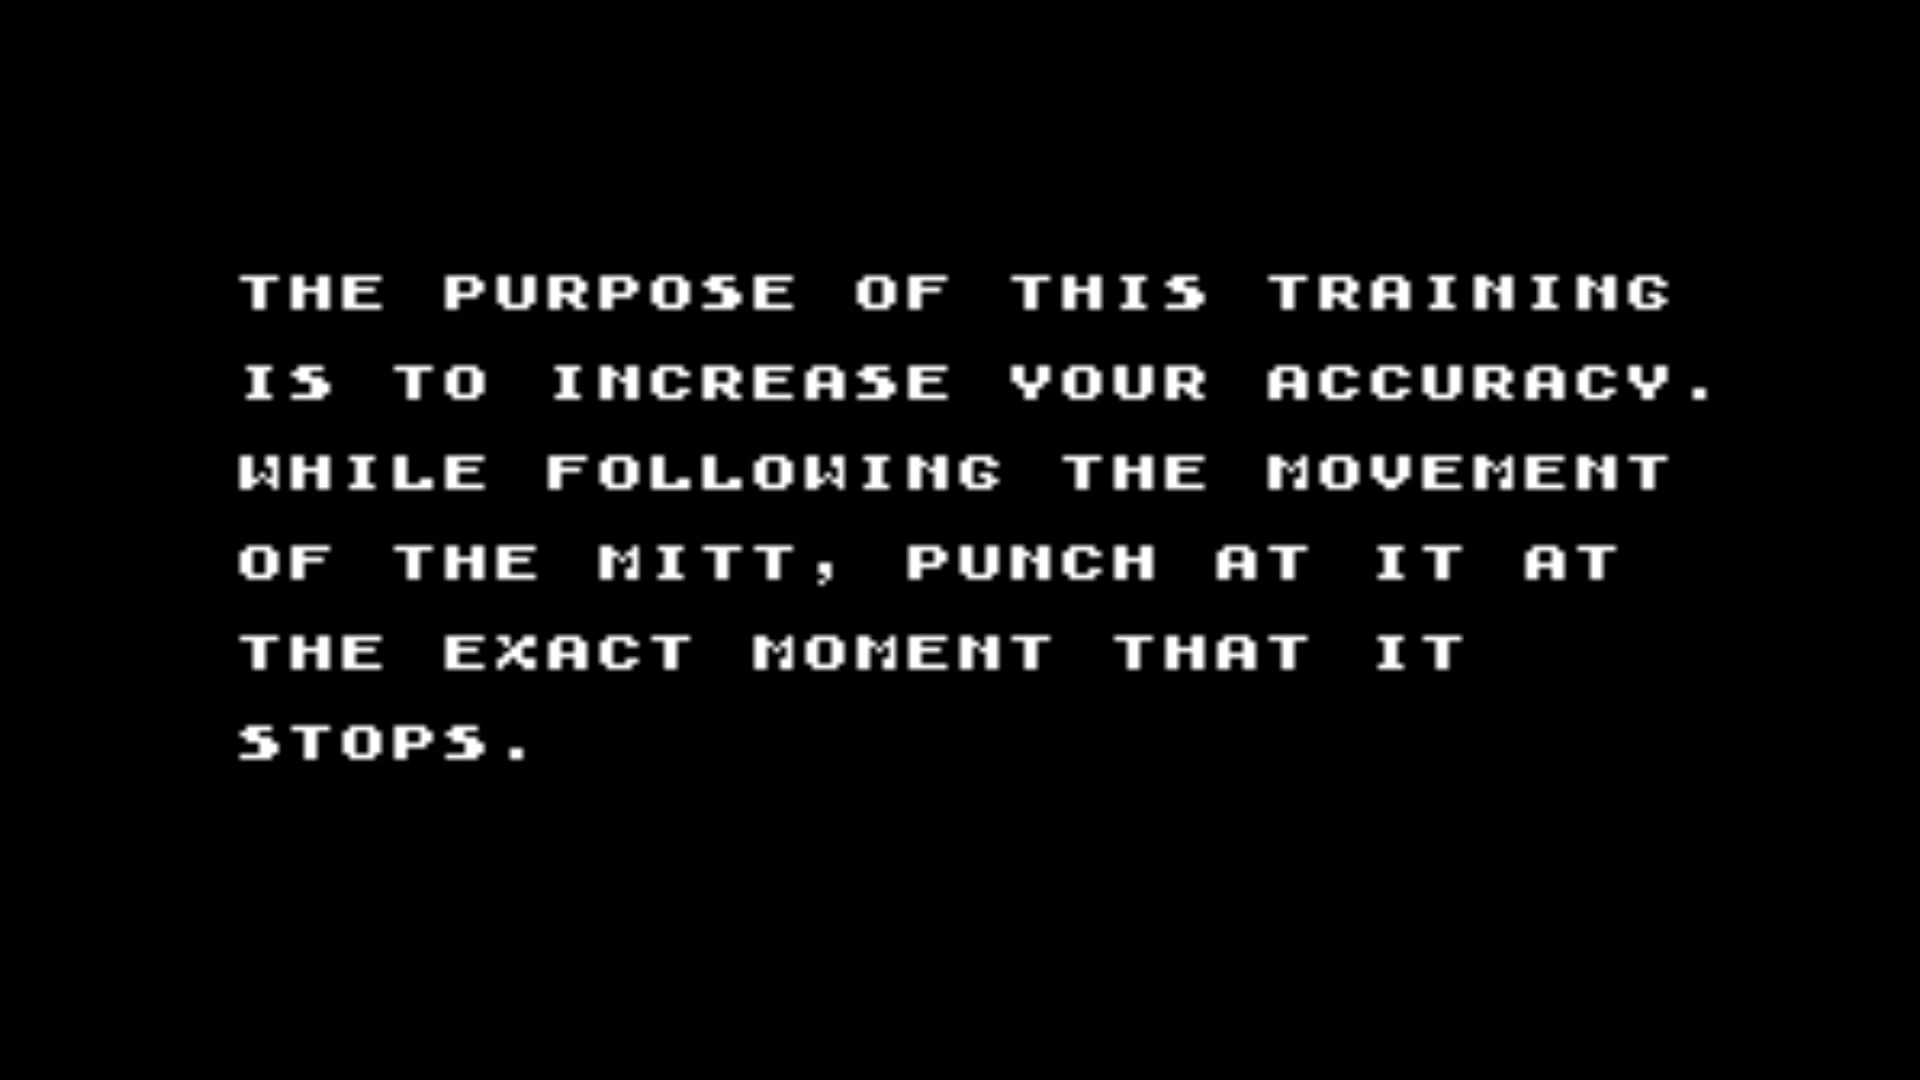 THE PURPOSE OF THIS TRAINING
IS TO INCREASE YOUR ACCURACY.
WHILE FOLLOWING THE MOVEMENT
OF THE MITT, PUNCH AT IT AT
THE EXACT MOMENT THAT IT
STOPS.